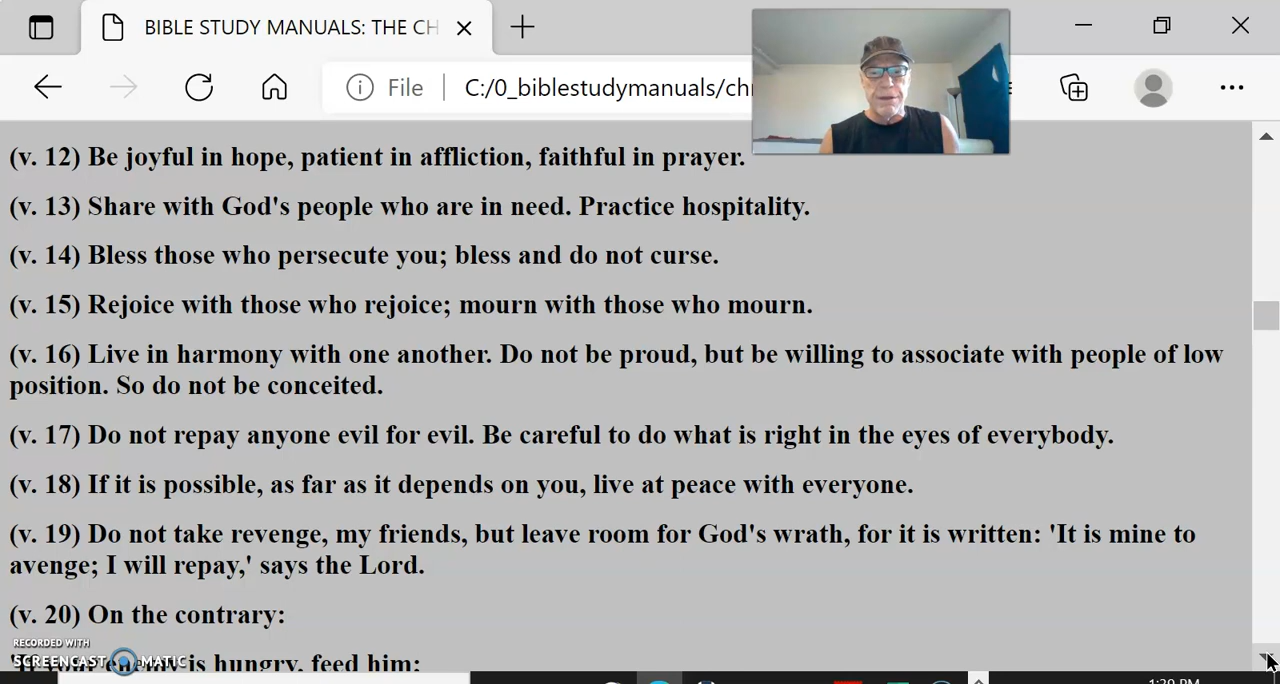 BIBLE STUDY MANUALS: THE CH
File
C:/0_biblestudymanuals/chr
(v. 12) Be joyful in hope, patient in affliction, faithful in prayer.
(v. 13) Share with God's people who are in need. Practice hospitality.
(v. 14) Bless those who persecute you; bless and do not curse.
(v. 15) Rejoice with those who rejoice; mourn with those who mourn.
(v. 16) Live in harmony with one another. Do not be proud, but be willing to associate with people of low
position. So do not be conceited.
(v. 17) Do not repay anyone evil for evil. Be careful to do what is right in the eyes of everybody.
(v. 18) If it is possible, as far as it depends on you, live at peace with everyone.
(v. 19) Do not take revenge, my friends, but leave room for God's wrath, for it is written: 'It is mine to
avenge; I will repay,' says the Lord.
(v. 20) On the contrary:
RECORDED WITH
SCREENCAST MATIC
'If your enemy is hungry, feed him:
1:39 PM